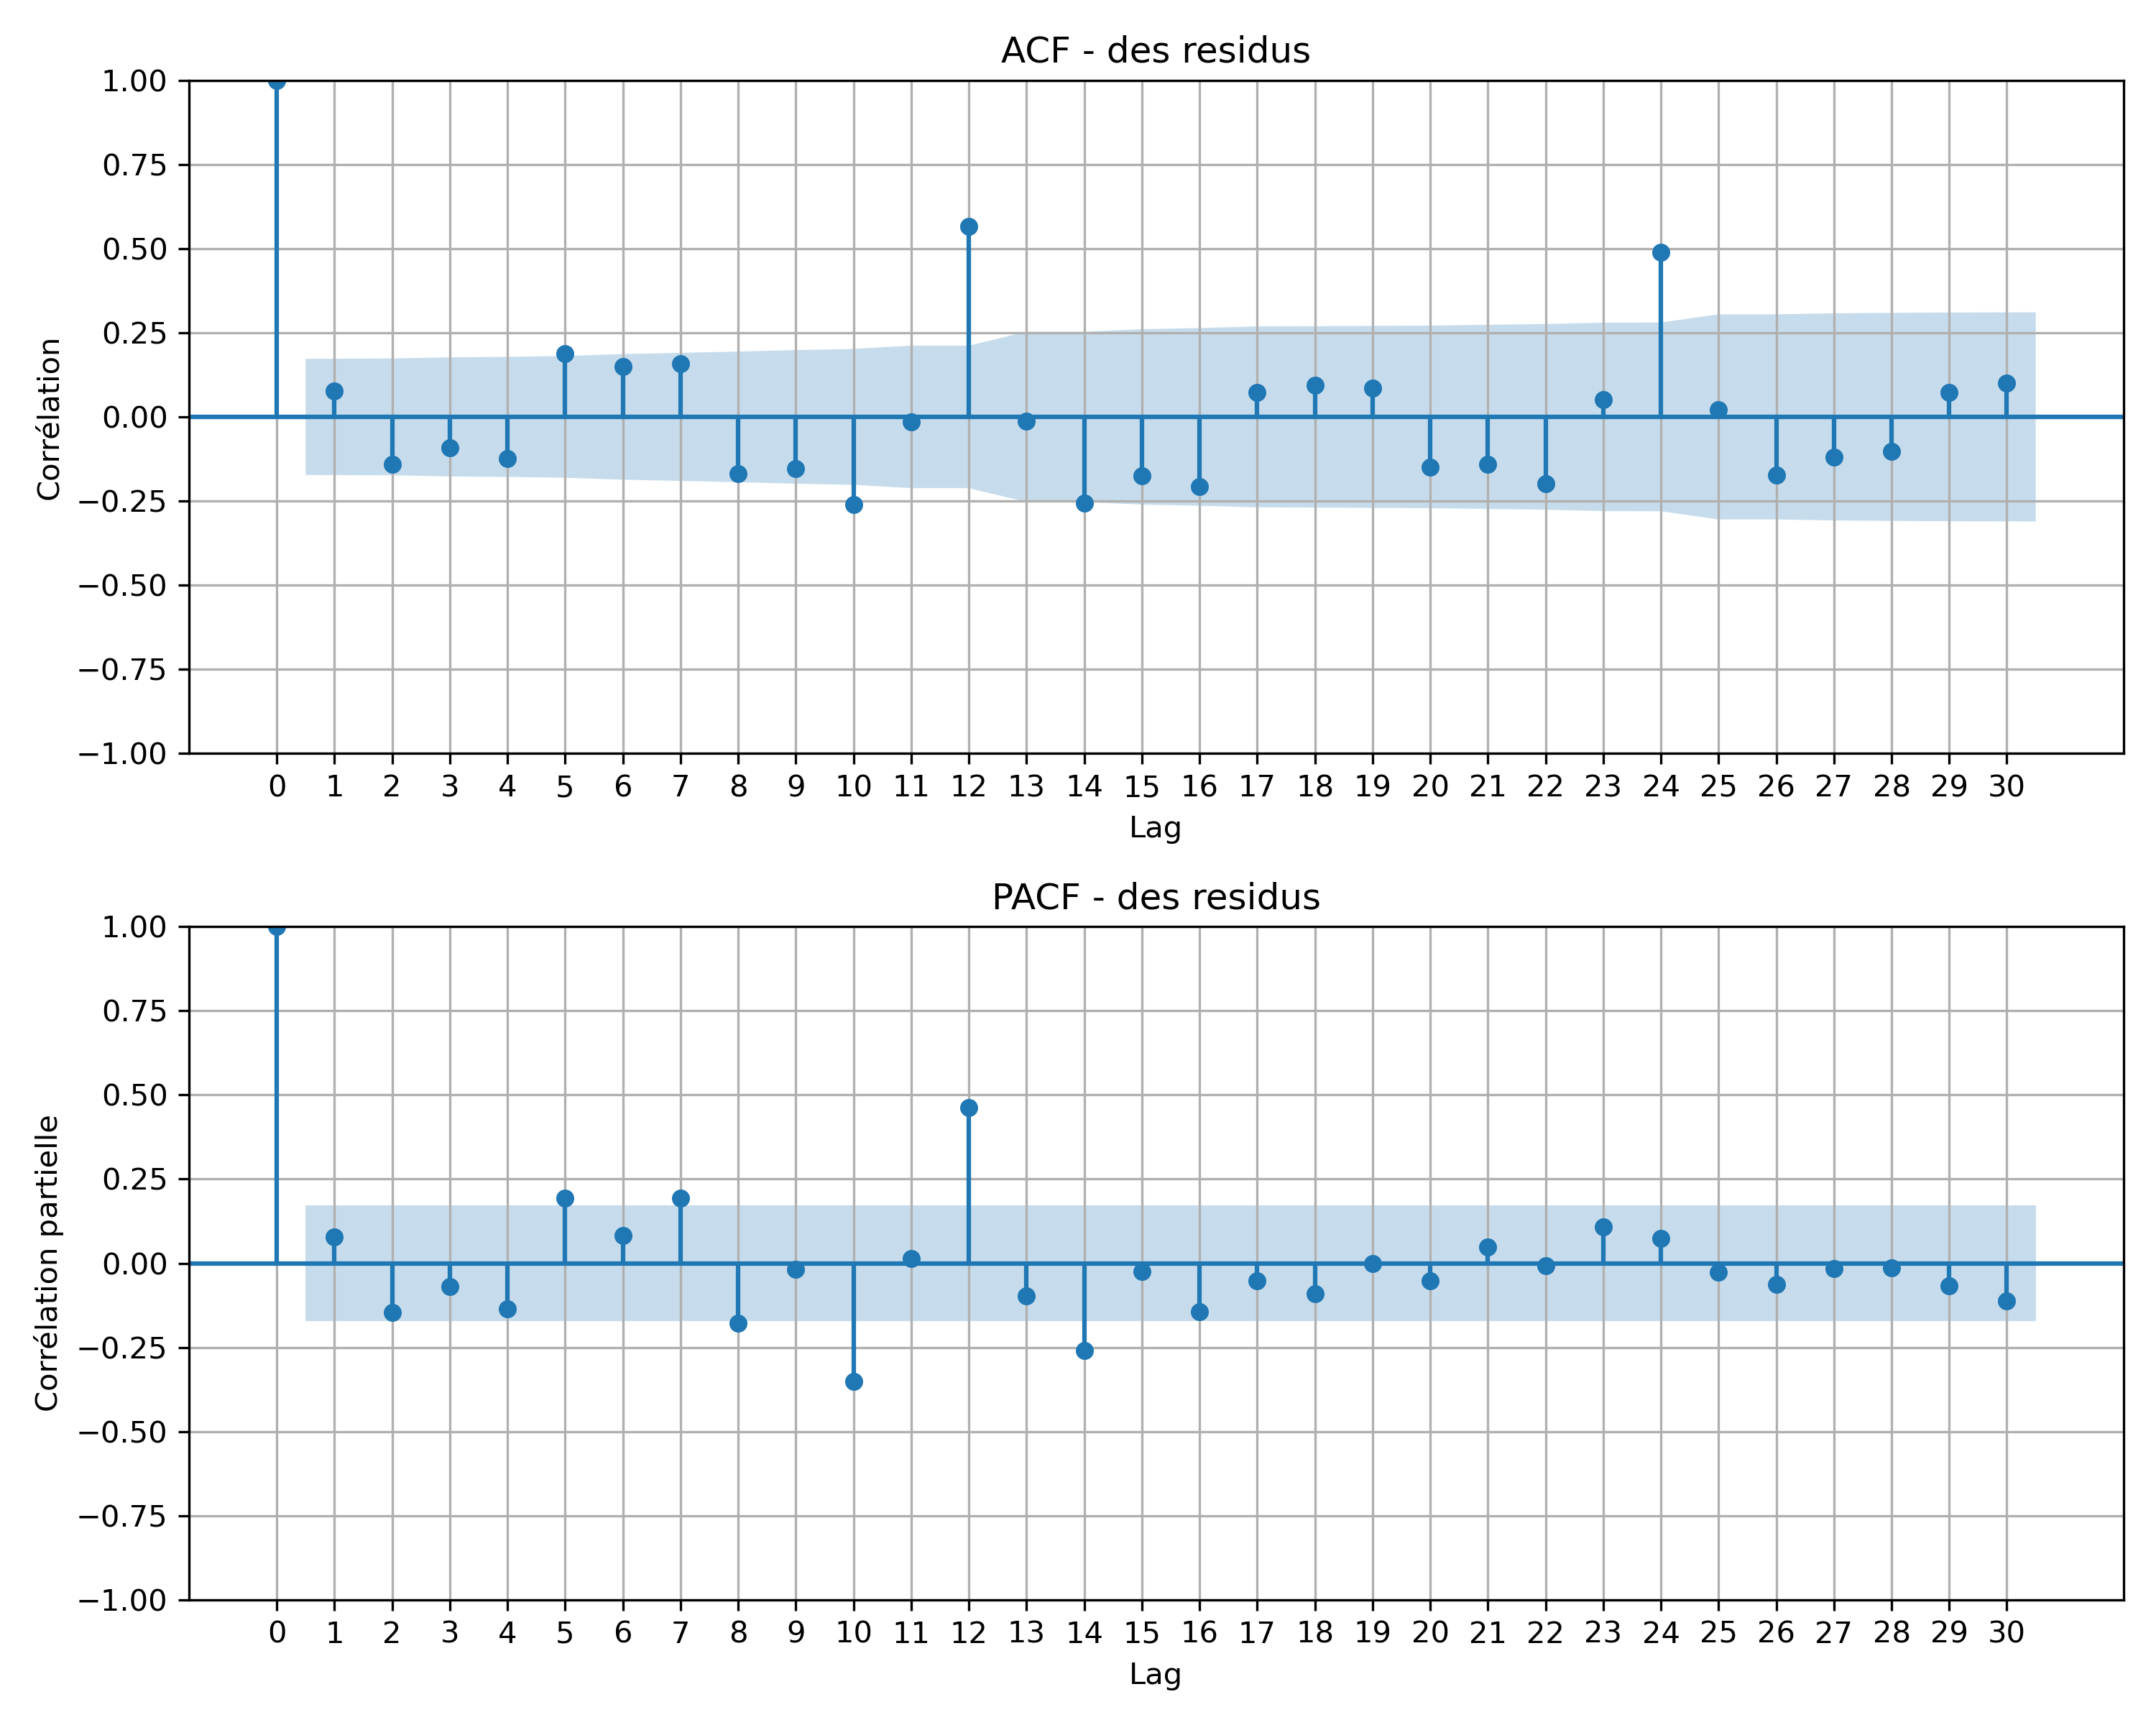 ACF - des residus
1.00
0.75
0.50
0.25
0.00
−0.25
−0.50
−0.75
−1.00
Corrélation
0 1 2 3 4 5 6 7 8 9 10 11 12 13 14 15 16 17 18 19 20 21 22 23 24 25 26 27 28 29 30
Lag
PACF - des residus
1.00
0.75
0.50
0.25
0.00
−0.25
−0.50
−0.75
−1.00
Corrélation partielle
0 1 2 3 4 5 6 7 8 9 10 11 12 13 14 15 16 17 18 19 20 21 22 23 24 25 26 27 28 29 30
Lag